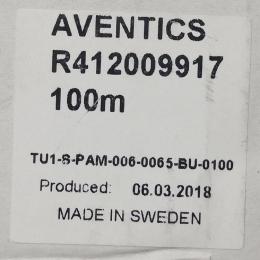 AVENTICS
R412009917
100m
TU1-S-PAM-006-0065-BU-0100
Produced: 06.03.2018
MADE IN SWEDEN